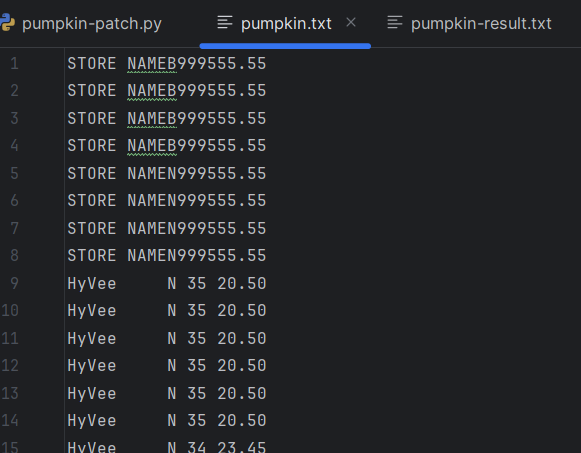 pumpkin-patch.py pumpkin.txt × pumpkin-result.txt
1 STORE NAMEB999555.55
2 STORE NAMEB999555.55
3 STORE NAMEB999555.55
4 STORE NAMEB999555.55
5 STORE NAMEN999555.55
6 STORE NAMEN999555.55
7 STORE NAMEN999555.55
8 STORE NAMEN999555.55
9 HyVee     N 35 20.50
10 HyVee     N 35 20.50
11 HyVee     N 35 20.50
12 HyVee     N 35 20.50
13 HyVee     N 35 20.50
14 HyVee     N 35 20.50
15 HyVee     N 34 23.45